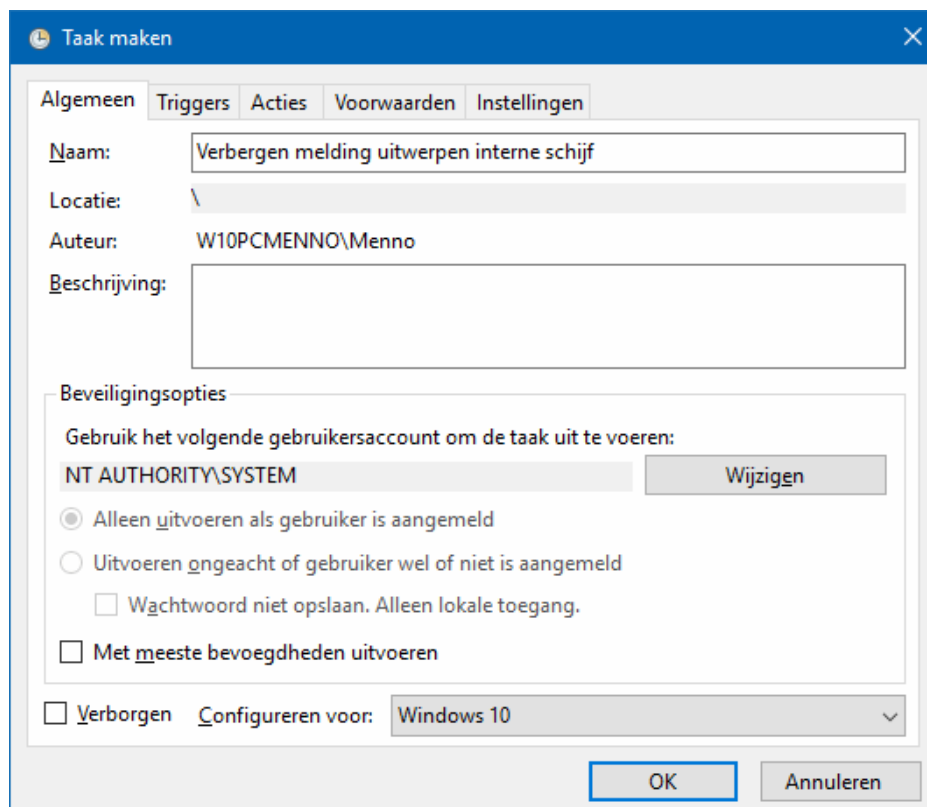 Taak maken
Algemeen Triggers Acties Voorwaarden Instellingen
Naam: Verbergen melding uitwerpen interne schijf
Locatie: \
Auteur: W10PCMENNO\Menno
Beschrijving:
Beveiligingsopties
Gebruik het volgende gebruikersaccount om de taak uit te voeren:
NT AUTHORITY\SYSTEM Wijzigen
Alleen uitvoeren als gebruiker is aangemeld
Uitvoeren ongeacht of gebruiker wel of niet is aangemeld
Wachtwoord niet opslaan. Alleen lokale toegang.
Met meeste bevoegdheden uitvoeren
Verborgen Configureren voor: Windows 10
OK Annuleren